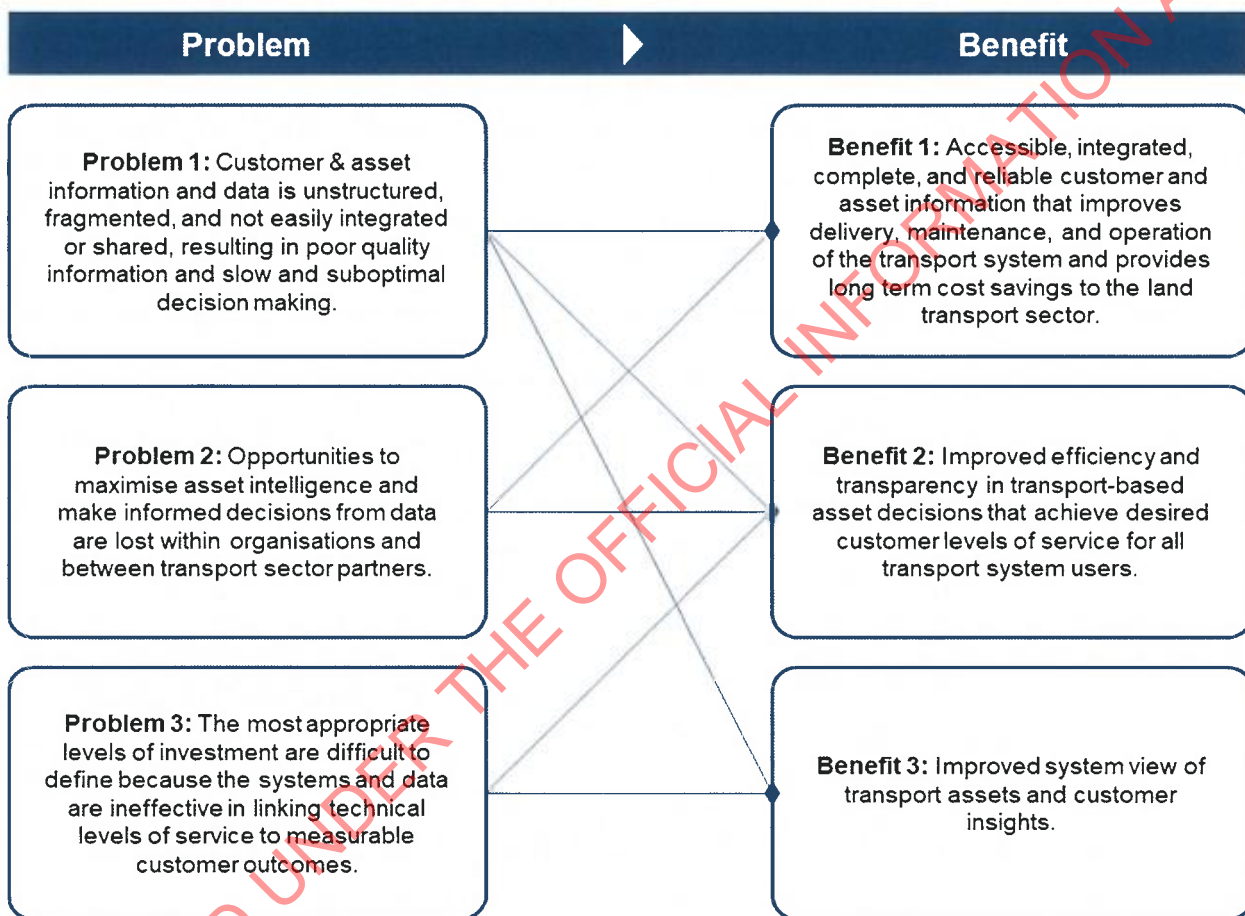 Problem
Benefit
Problem 1: Customer & asset
information and data is unstructured,
fragmented, and not easily integrated
or shared, resulting in poor quality
information and slow and suboptimal
decision making.
Benefit 1: Accessible, integrated,
complete, and reliable customer and
asset information that improves
delivery, maintenance, and operation
of the transport system and provides
long term cost savings to the land
transport sector.
Problem 2: Opportunities to
maximise asset intelligence and
make informed decisions from data
are lost within organisations and
between transport sector partners.
Benefit 2: Improved efficiency and
transparency in transport-based
asset decisions that achieve desired
customer levels of service for all
transport system users.
Problem 3: The most appropriate
levels of investment are difficult to
define because the systems and data
are ineffective in linking technical
levels of service to measurable
customer outcomes.
Benefit 3: Improved system view of
transport assets and customer
insights.
UNDER THE OFFICIAL INFORMATION